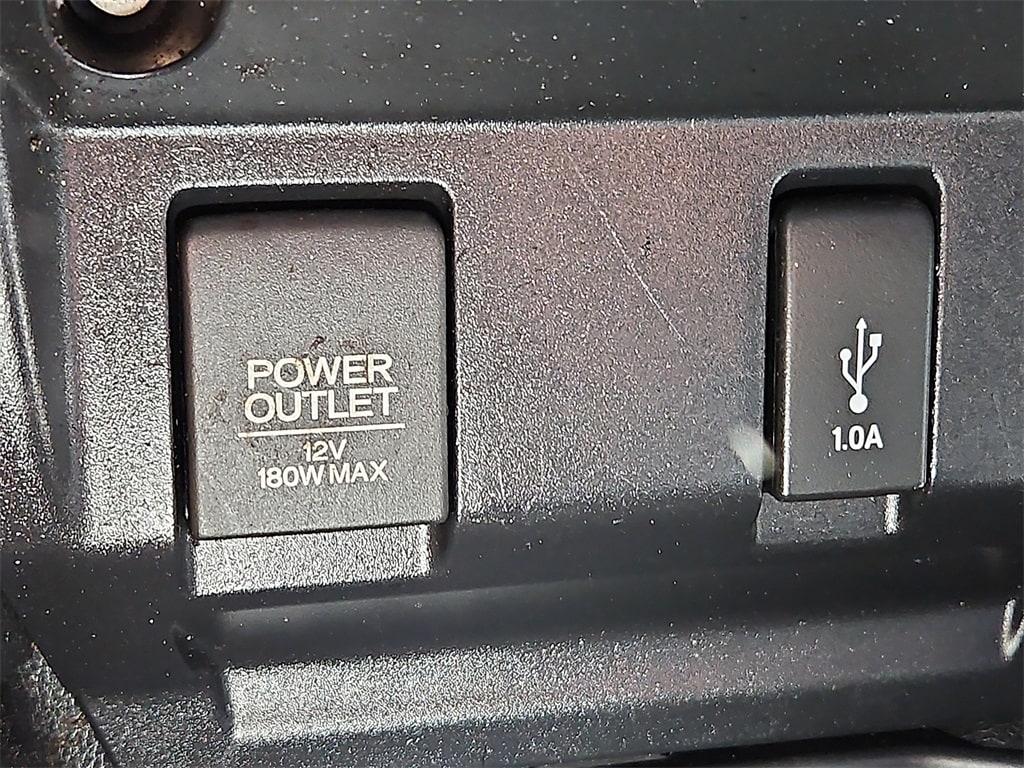 POWER
OUTLET
12V
180W MAX
1.0A